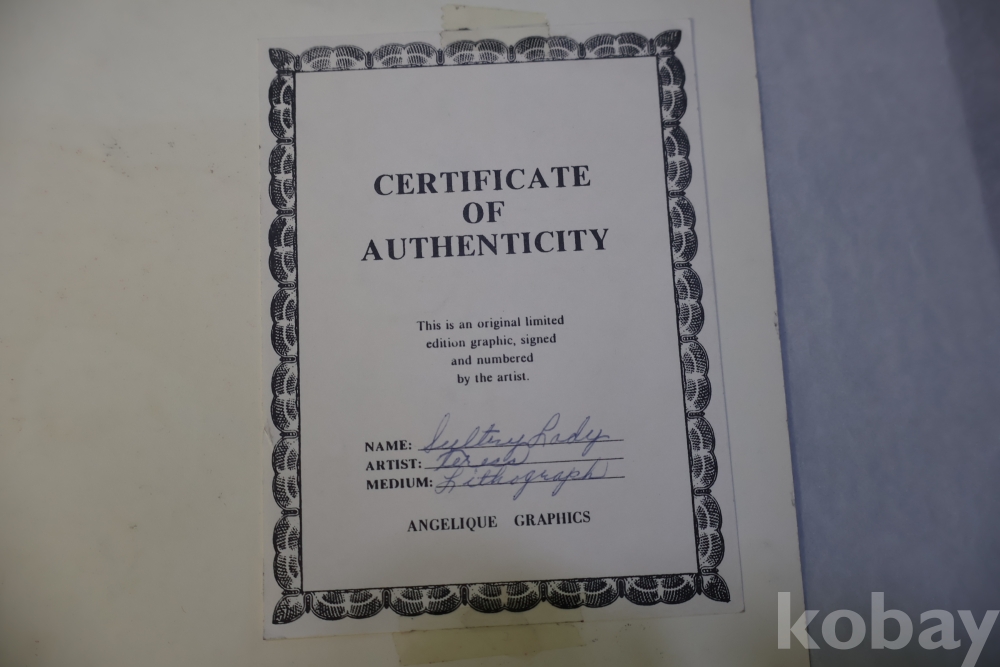 CERTIFICATE
OF
AUTHENTICITY
This is an original limited
edition graphic, signed
and numbered
by the artist.
NAME: Sultry Lady
ARTIST:
MEDIUM: Lithograph
ANGELIQUE GRAPHICS
kobay